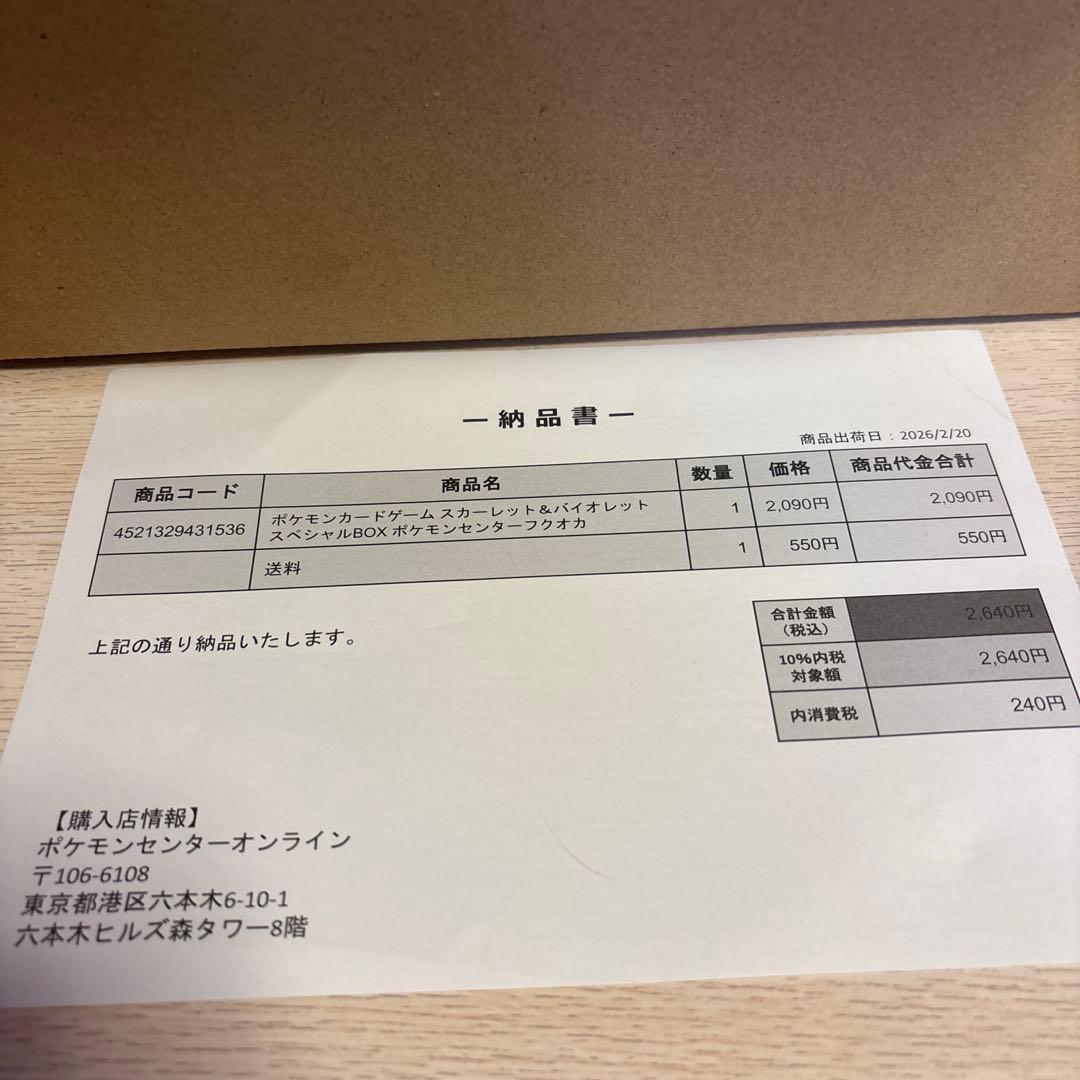 ー納品書ー
商品出荷日：2026/2/20
商品コード 商品名 数量 価格 商品代金合計
4521329431536 ポケモンカードゲーム スカーレット＆バイオレット 1 2,090円 2,090円
スペシャルBOX ポケモンセンターフクオカ
送料 1 550円 550円
上記の通り納品いたします。
合計金額 2,640円
（税込）
10%内税 2,640円
対象額
内消費税 240円
【購入店情報】
ポケモンセンターオンライン
〒106-6108
東京都港区六本木6-10-1
六本木ヒルズ森タワー8階